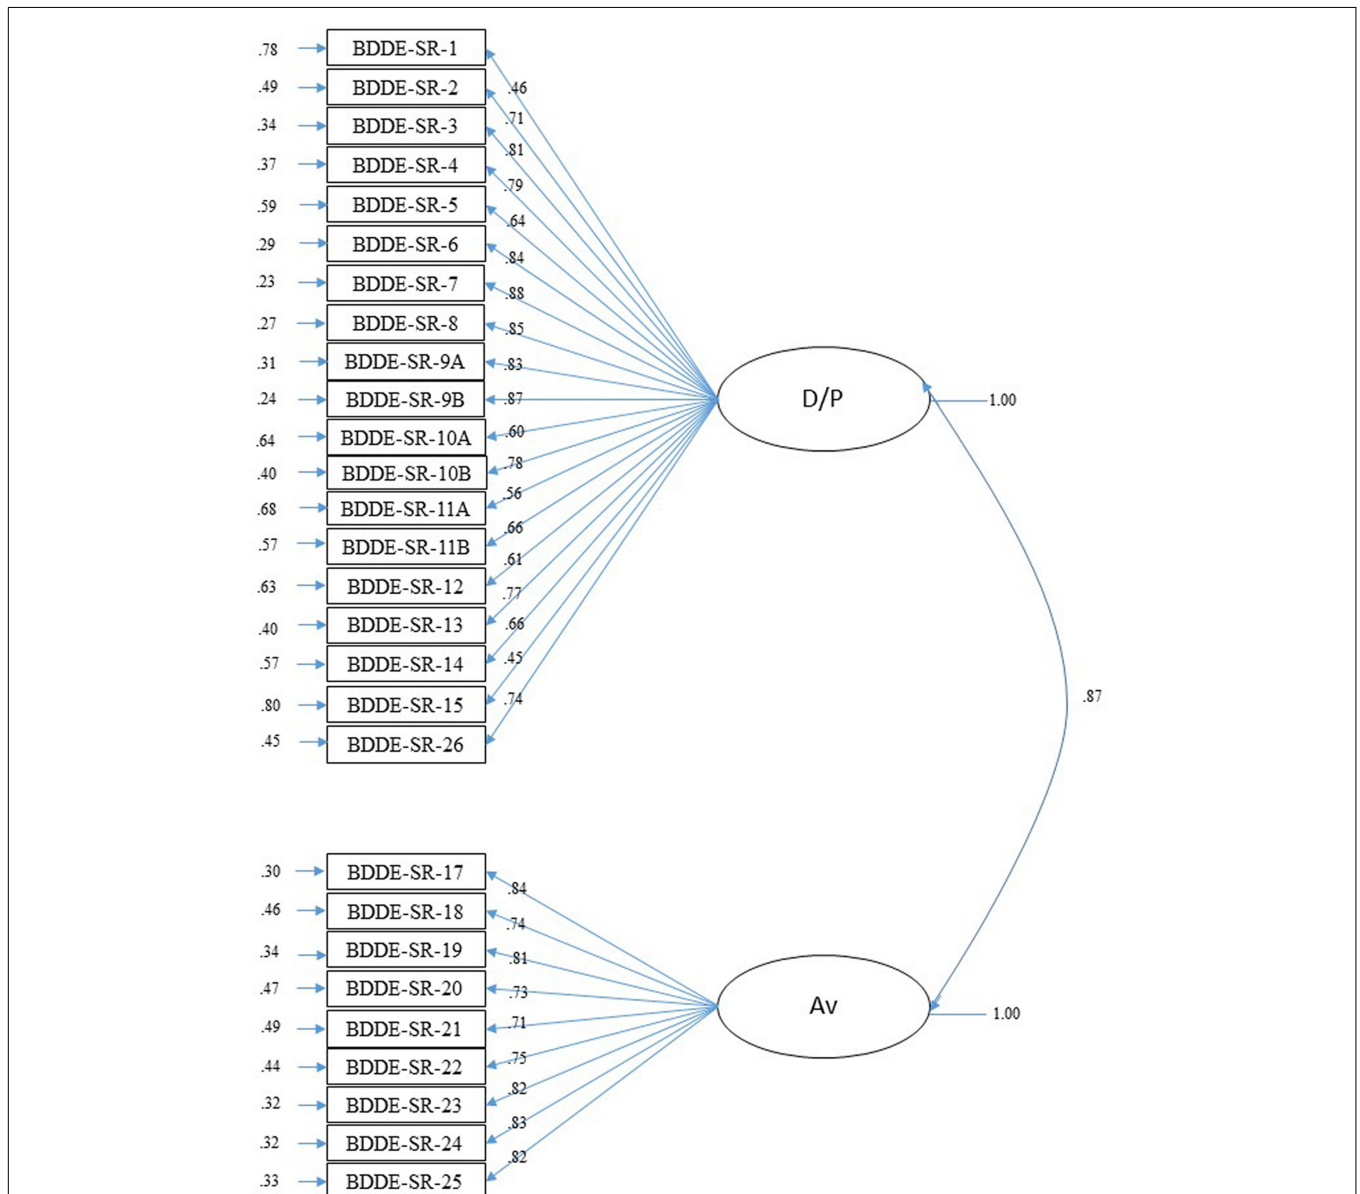 .78 BDDE-SR-1 .46
.49 BDDE-SR-2 .71
.34 BDDE-SR-3 .81
.37 BDDE-SR-4 .79
.59 BDDE-SR-5 .64
.29 BDDE-SR-6 .84
.23 BDDE-SR-7 .88
.27 BDDE-SR-8 .85
.31 BDDE-SR-9A .83
.24 BDDE-SR-9B .87 D/P 1.00
.64 BDDE-SR-10A .60
.40 BDDE-SR-10B .78
.68 BDDE-SR-11A .56
.57 BDDE-SR-11B .66
.63 BDDE-SR-12 .61
.40 BDDE-SR-13 .77
.57 BDDE-SR-14 .66
.80 BDDE-SR-15 .45
.45 BDDE-SR-26 .74
.87
.30 BDDE-SR-17 .84
.46 BDDE-SR-18 .74
.34 BDDE-SR-19 .81
.47 BDDE-SR-20 .73 Av 1.00
.49 BDDE-SR-21 .71
.44 BDDE-SR-22 .75
.32 BDDE-SR-23 .82
.32 BDDE-SR-24 .83
.33 BDDE-SR-25 .82